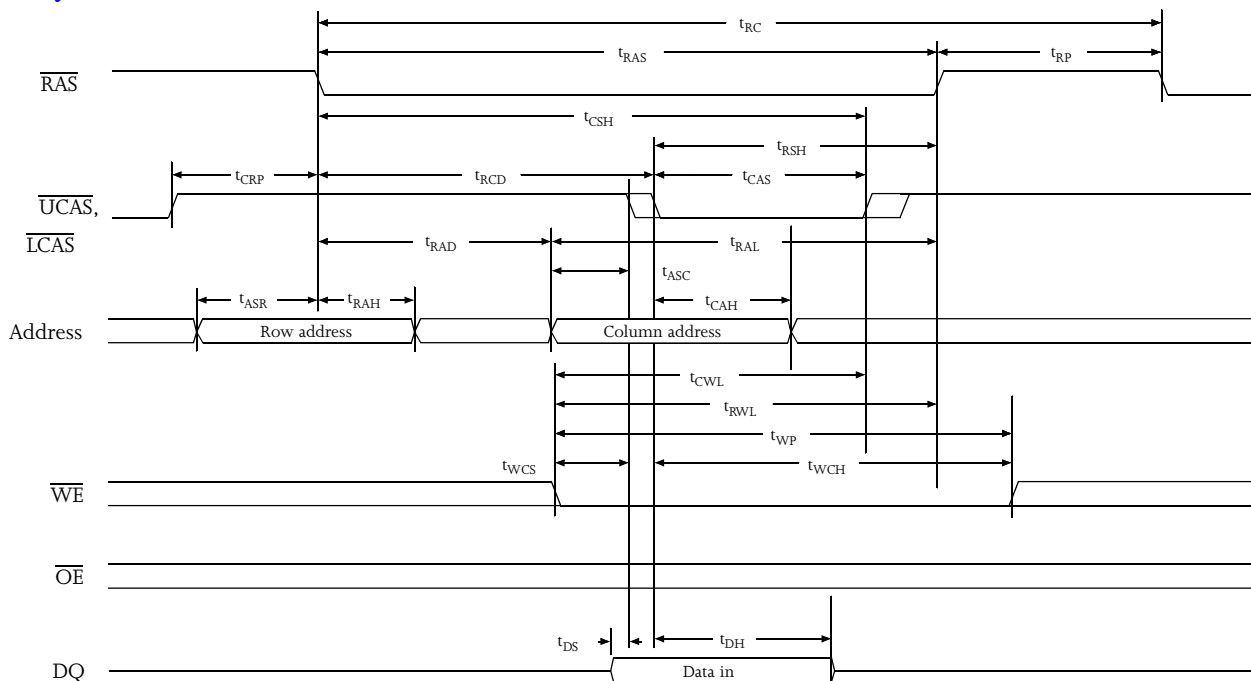 tRC
tRAS
tRP
RAS
tCSH
tRSH
tCRP
tRCD
tCAS
UCAS,
LCAS
tRAD
tRAL
tASC
tASR
tRAH
tCAH
Address
Row address
Column address
tCWL
tRWL
tWP
tWCS
tWCH
WE
OE
tDS
tDH
DQ
Data in